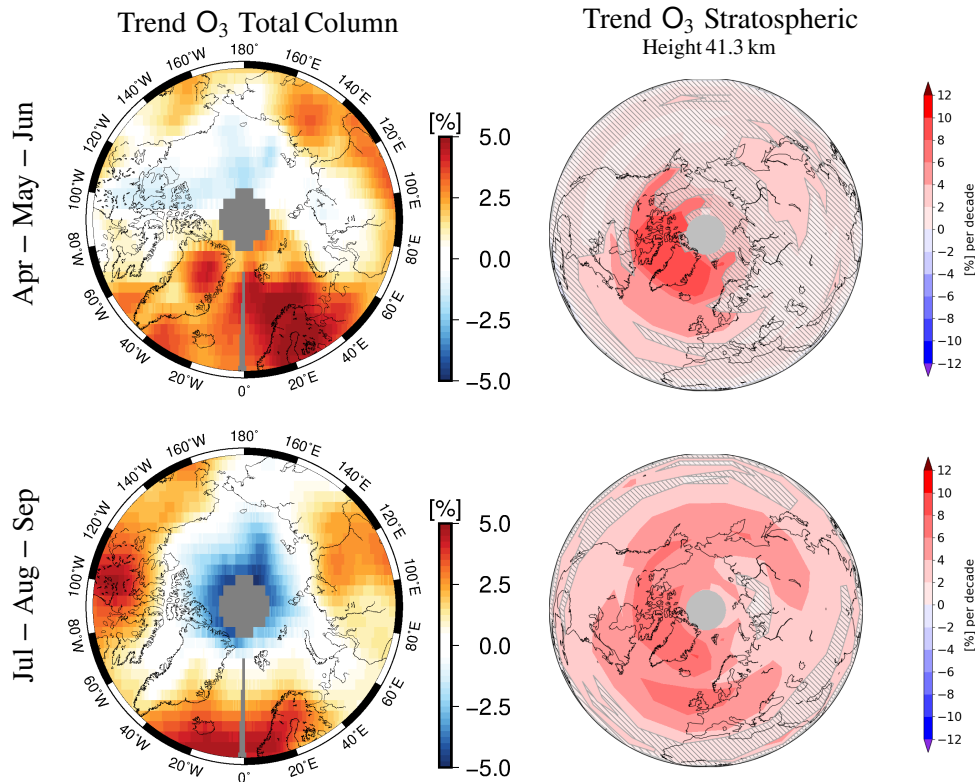 Trend O₃ Total Column
Trend O₃ Stratospheric
Height 41.3 km
Apr – May – Jun
180˚
160˚W
160˚E
140˚W
140˚E
120˚W
120˚E
100˚W
100˚E
80˚W
80˚E
60˚W
60˚E
40˚W
40˚E
20˚W
20˚E
0˚
[%]
5.0
2.5
0.0
−2.5
−5.0
12
10
8
6
4
2
0
−2
−4
−6
−8
−10
−12
[%] per decade
Jul – Aug – Sep
180˚
160˚W
160˚E
140˚W
140˚E
120˚W
120˚E
100˚W
100˚E
80˚W
80˚E
60˚W
60˚E
40˚W
40˚E
20˚W
20˚E
0˚
[%]
5.0
2.5
0.0
−2.5
−5.0
12
10
8
6
4
2
0
−2
−4
−6
−8
−10
−12
[%] per decade